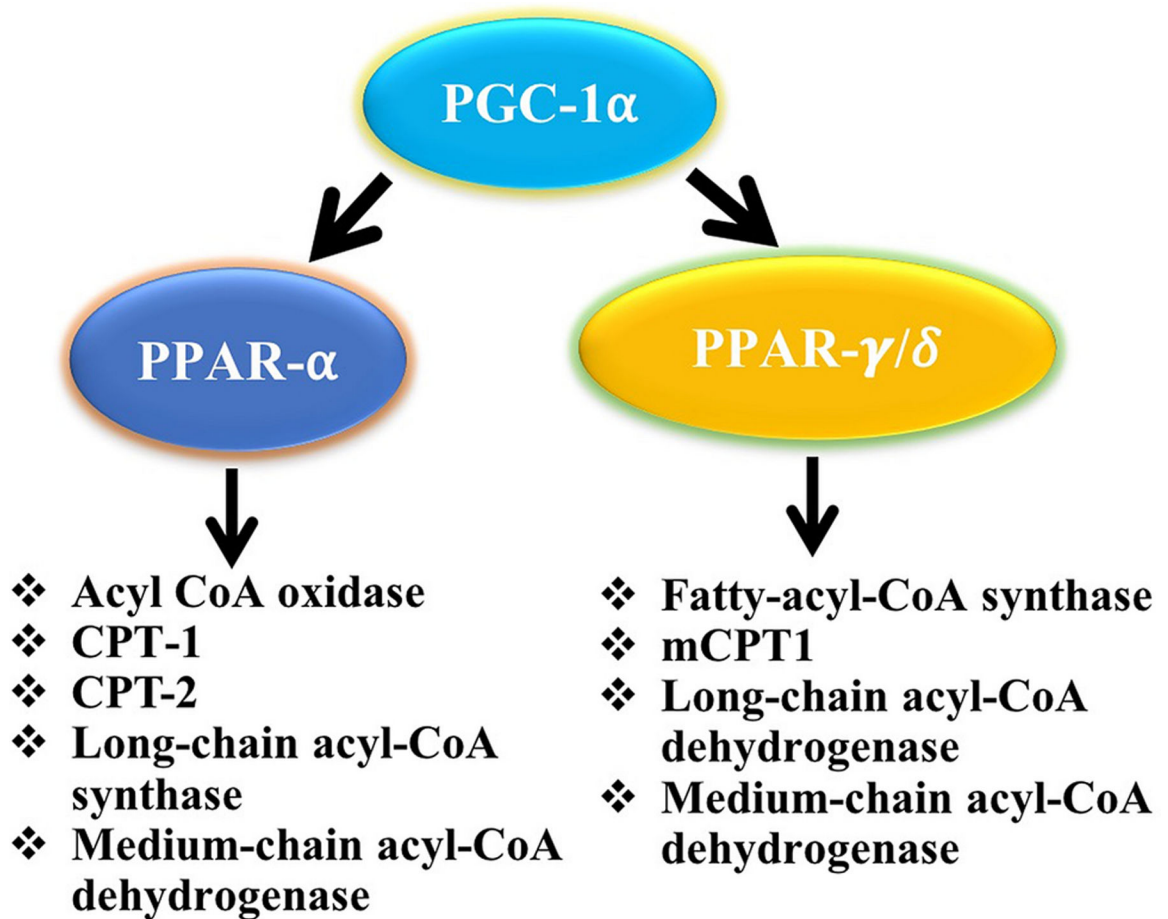 PGC-1α
PPAR-α
PPAR-γ/δ
❖ Acyl CoA oxidase
❖ CPT-1
❖ CPT-2
❖ Long-chain acyl-CoA
synthase
❖ Medium-chain acyl-CoA
dehydrogenase
❖ Fatty-acyl-CoA synthase
❖ mCPT1
❖ Long-chain acyl-CoA
dehydrogenase
❖ Medium-chain acyl-CoA
dehydrogenase